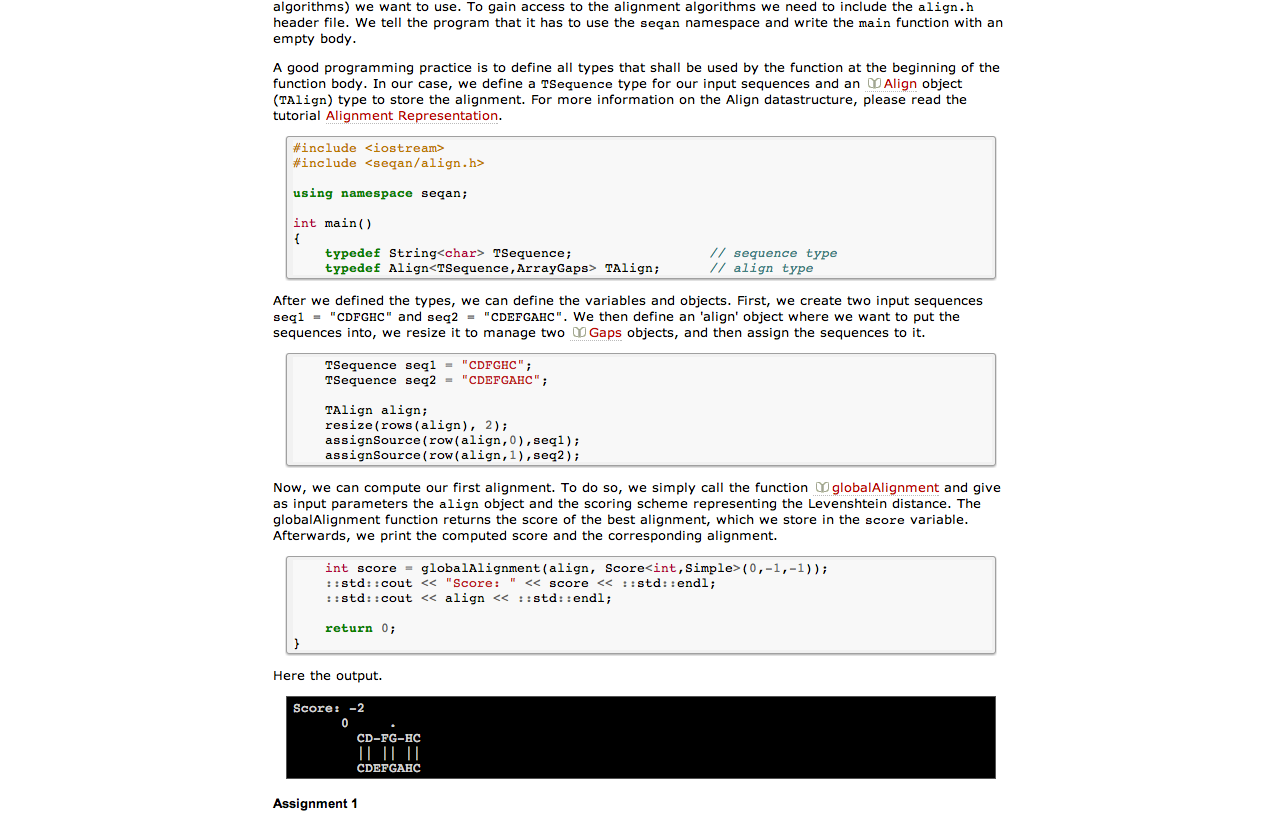 algorithms) we want to use. To gain access to the alignment algorithms we need to include the align.h
header file. We tell the program that it has to use the seqan namespace and write the main function with an
empty body.
A good programming practice is to define all types that shall be used by the function at the beginning of the
function body. In our case, we define a TSequence type for our input sequences and an Align object
(TAlign) type to store the alignment. For more information on the Align datastructure, please read the
tutorial Alignment Representation.
#include <iostream>
#include <seqan/align.h>
using namespace seqan;
int main()
{
    typedef String<char> TSequence;                 // sequence type
    typedef Align<TSequence,ArrayGaps> TAlign;      // align type
After we defined the types, we can define the variables and objects. First, we create two input sequences
seq1 = "CDFGHC" and seq2 = "CDEFGAHC". We then define an 'align' object where we want to put the
sequences into, we resize it to manage two Gaps objects, and then assign the sequences to it.
    TSequence seq1 = "CDFGHC";
    TSequence seq2 = "CDEFGAHC";
    TAlign align;
    resize(rows(align), 2);
    assignSource(row(align,0),seq1);
    assignSource(row(align,1),seq2);
Now, we can compute our first alignment. To do so, we simply call the function globalAlignment and give
as input parameters the align object and the scoring scheme representing the Levenshtein distance. The
globalAlignment function returns the score of the best alignment, which we store in the score variable.
Afterwards, we print the computed score and the corresponding alignment.
    int score = globalAlignment(align, Score<int,Simple>(0,-1,-1));
    ::std::cout << "Score: " << score << ::std::endl;
    ::std::cout << align << ::std::endl;
    return 0;
}
Here the output.
Score: -2
      0     .
        CD-FG-HC
        || || ||
        CDEFGAHC
Assignment 1